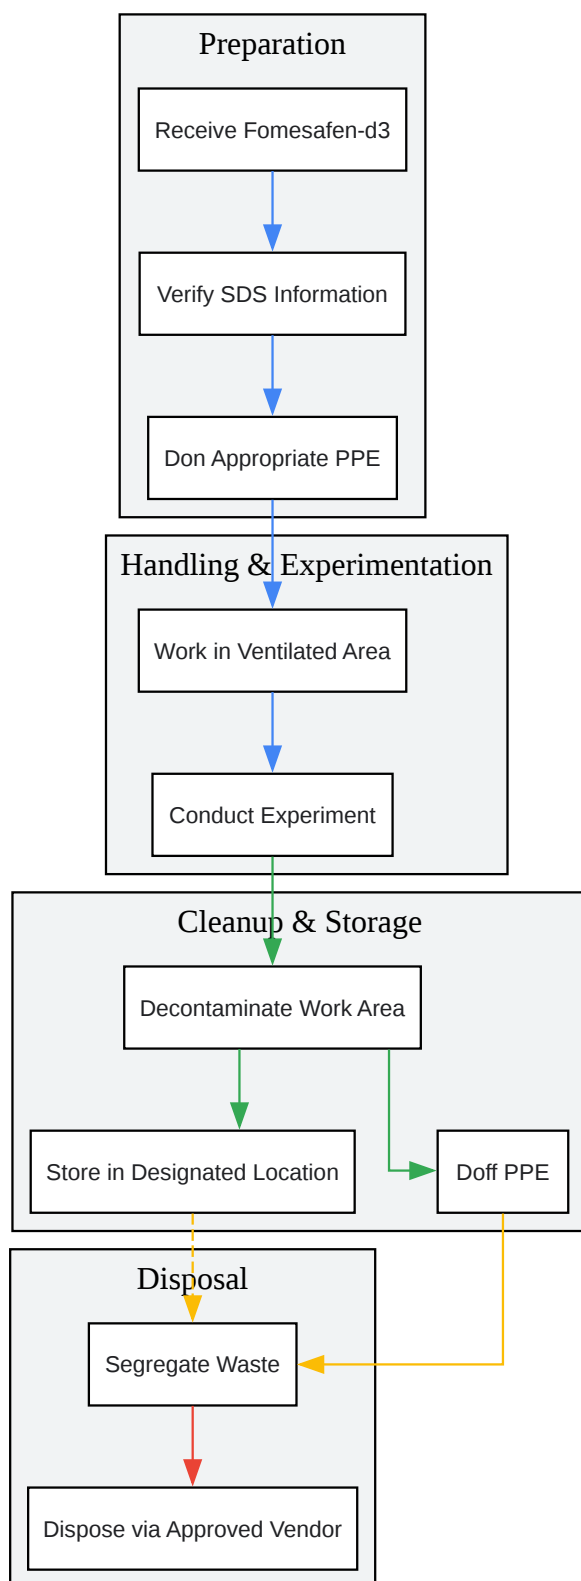 Preparation
Receive Fomesafen-d3
Verify SDS Information
Don Appropriate PPE
Handling & Experimentation
Work in Ventilated Area
Conduct Experiment
Cleanup & Storage
Decontaminate Work Area
Store in Designated Location
Doff PPE
Disposal
Segregate Waste
Dispose via Approved Vendor